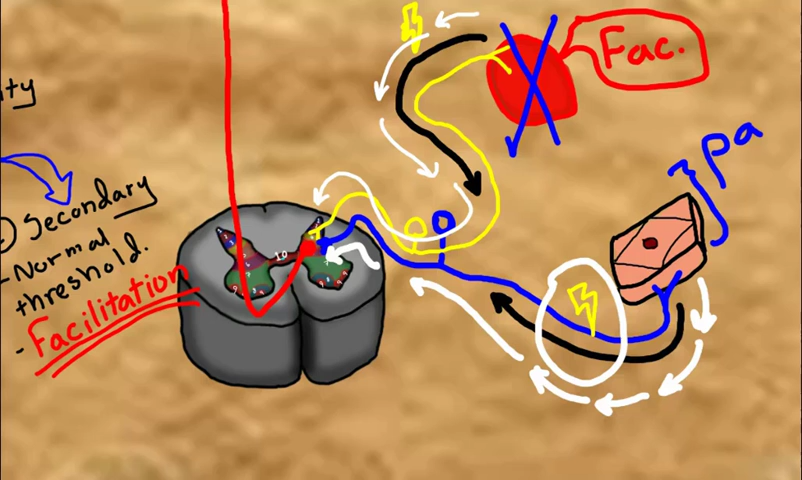 ity
Fac.
Pa
Secondary
-Normal
threshold.
-Facilitation
10